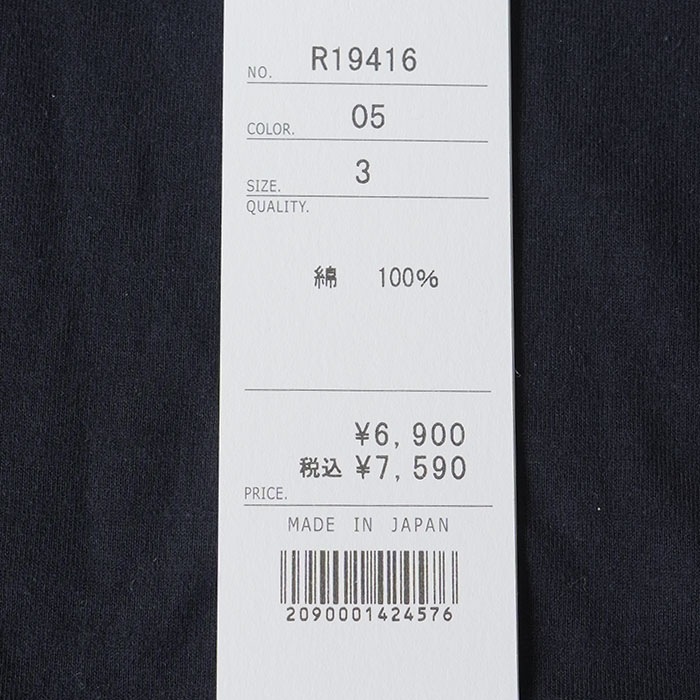 NO. R19416
COLOR. 05
SIZE. 3
QUALITY.
綿 100%
¥6,900
税込 ¥7,590
PRICE.
MADE IN JAPAN
2090001424576